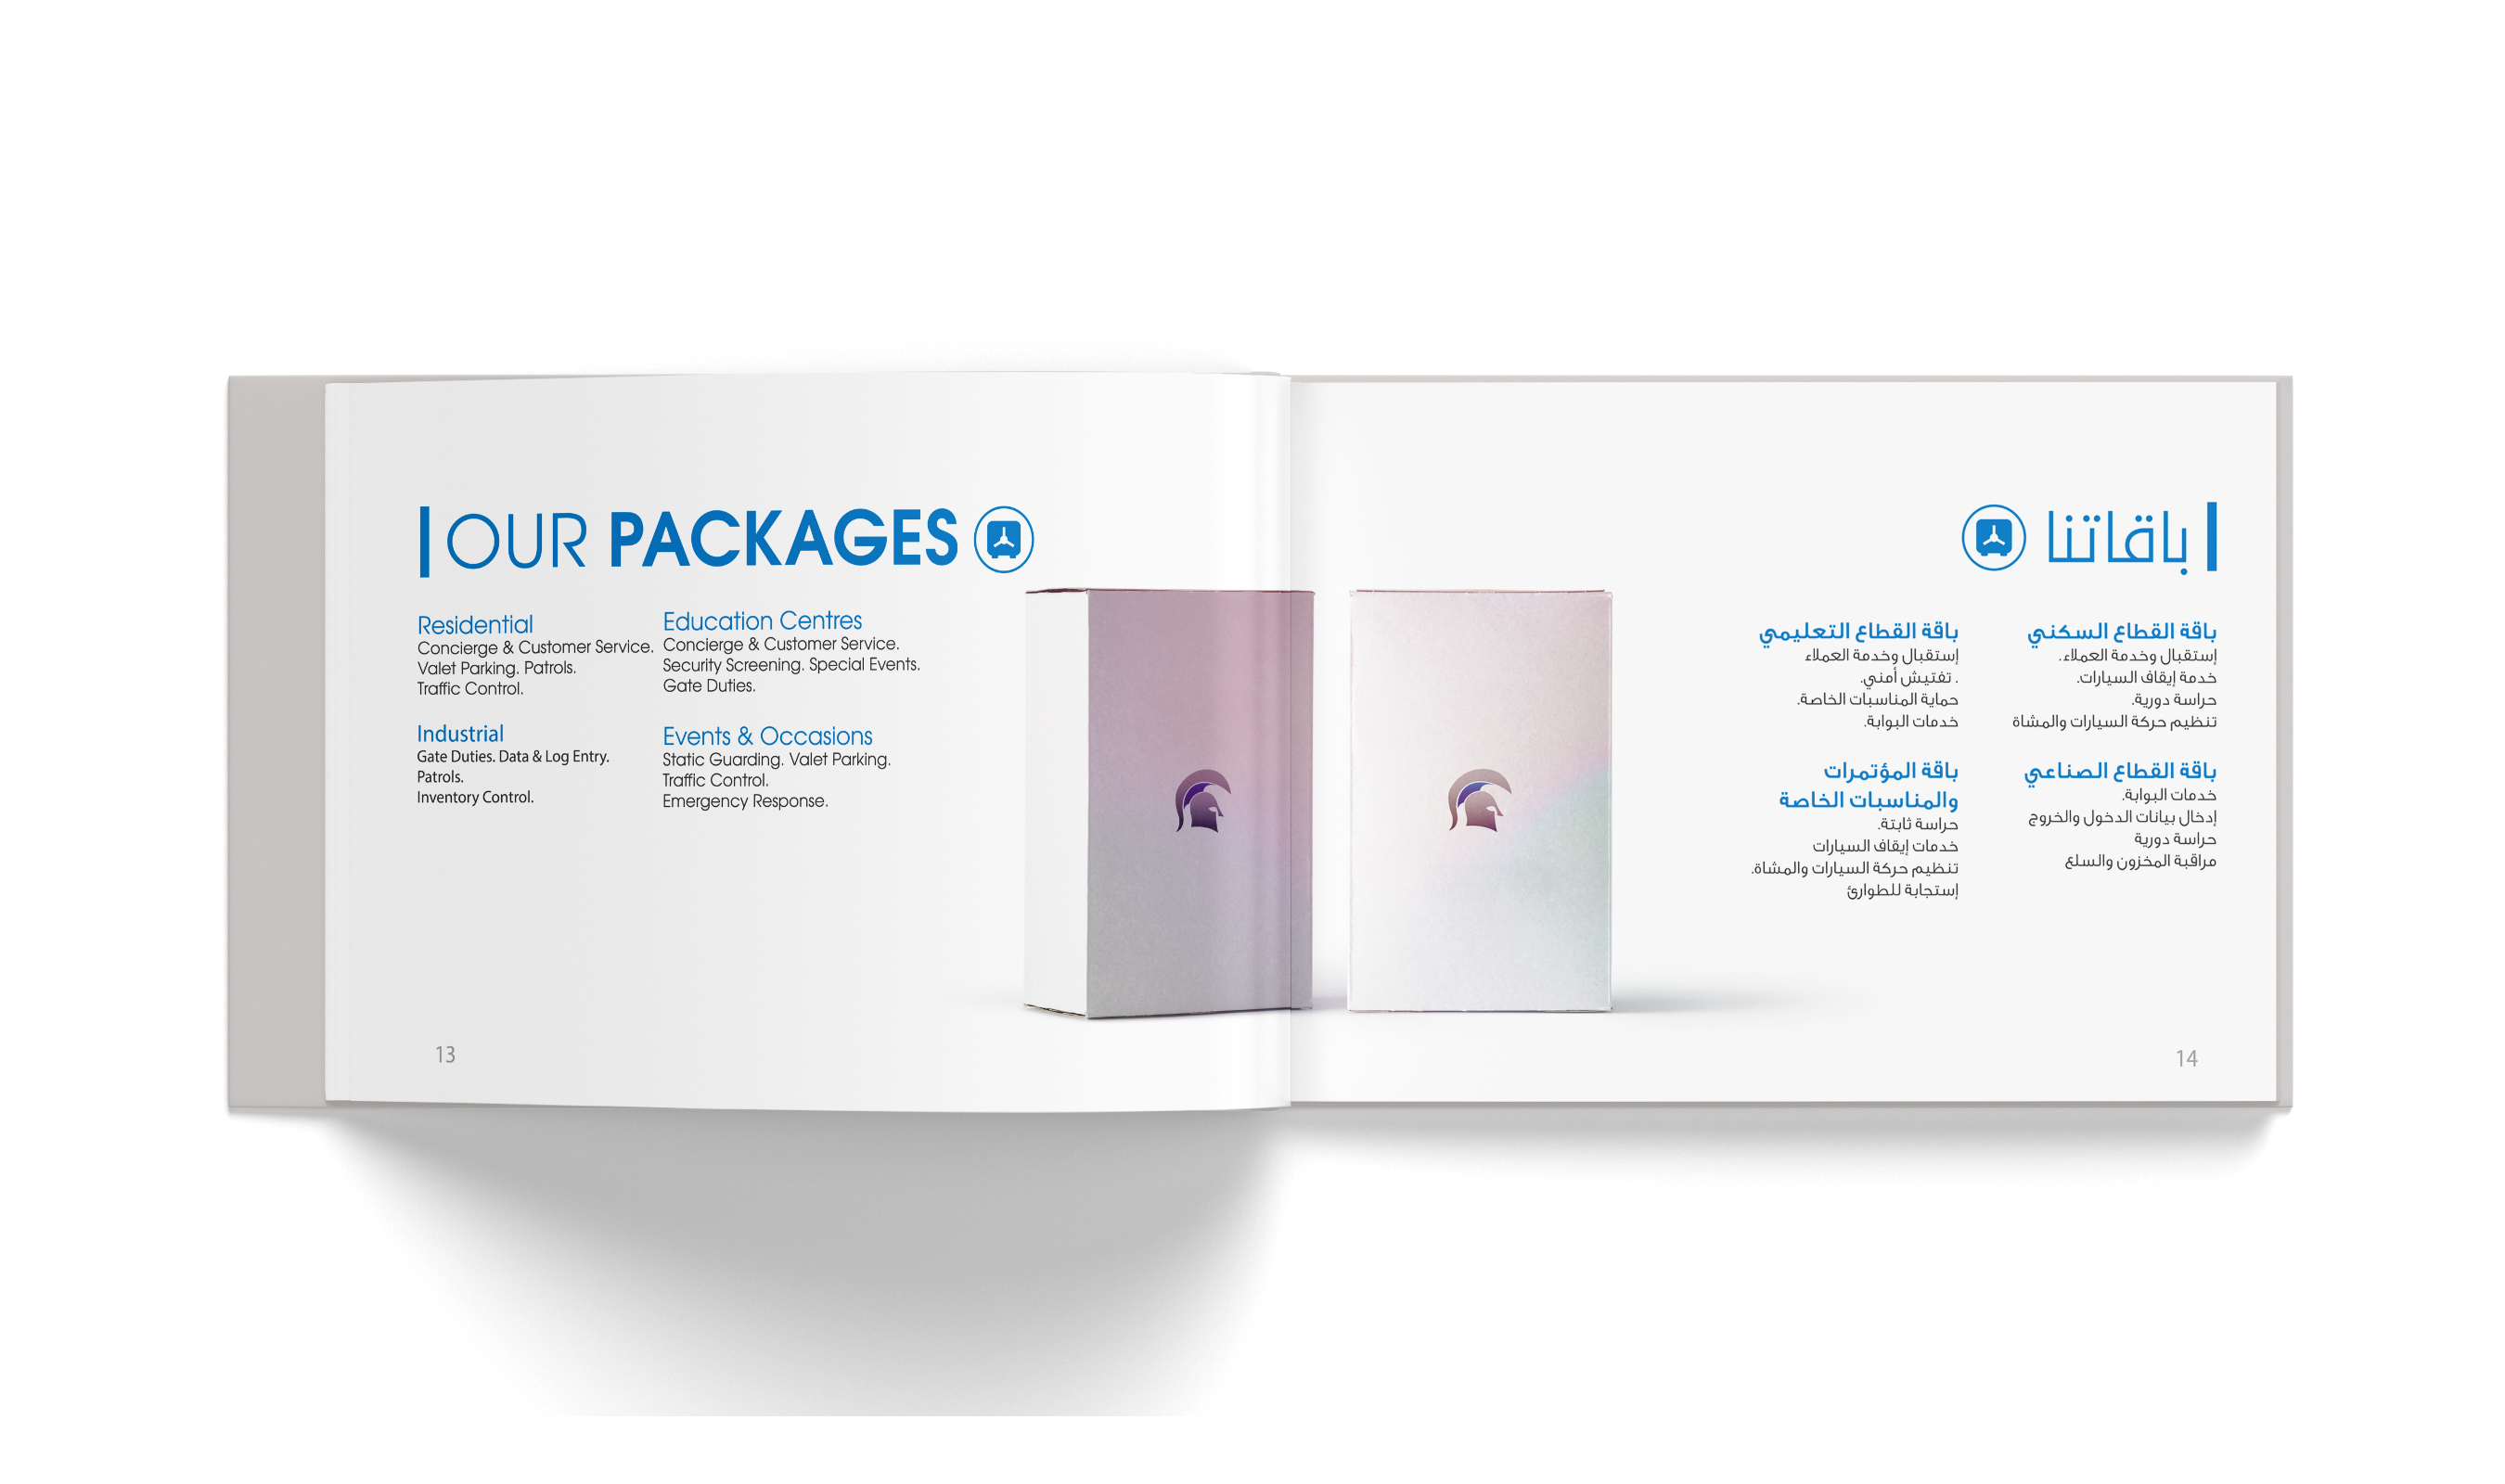 OUR PACKAGES
Residential
Concierge & Customer Service.
Valet Parking. Patrols.
Traffic Control.
Industrial
Gate Duties. Data & Log Entry.
Patrols.
Inventory Control.
Education Centres
Concierge & Customer Service.
Security Screening. Special Events.
Gate Duties.
Events & Occasions
Static Guarding. Valet Parking.
Traffic Control.
Emergency Response.
13
باقاتنا
باقة القطاع السكني
إستقبال وخدمة العملاء.
خدمة إيقاف السيارات.
حراسة دورية.
تنظيم حركة السيارات والمشاة
باقة القطاع الصناعي
خدمات البوابة.
إدخال بيانات الدخول والخروج
حراسة دورية
مراقبة المخزون والسلع
باقة القطاع التعليمي
إستقبال وخدمة العملاء
. تفتيش أمني.
حماية المناسبات الخاصة.
خدمات البوابة.
باقة المؤتمرات
والمناسبات الخاصة
حراسة ثابتة.
خدمات إيقاف السيارات
تنظيم حركة السيارات والمشاة.
إستجابة للطوارئ
14